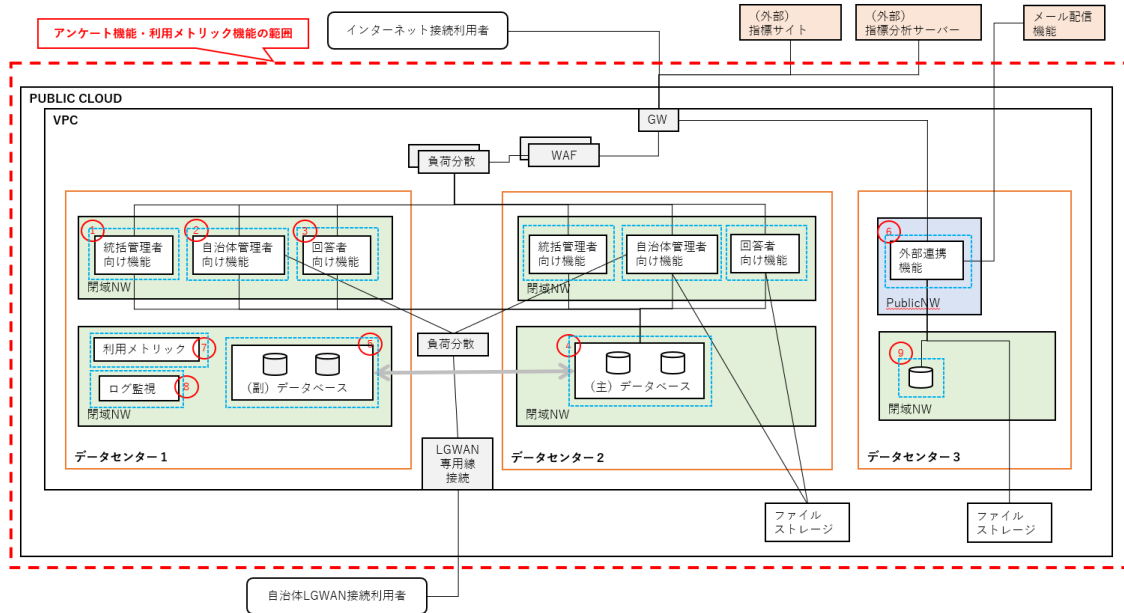 アンケート機能・利用メトリック機能の範囲
インターネット接続利用者
（外部）
指標サイト
（外部）
指標分析サーバー
メール配信
機能
PUBLIC CLOUD
VPC
GW
負荷分散
WAF
1
統括管理者
向け機能
2
自治体管理者
向け機能
3
回答者
向け機能
閉域NW
統括管理者
向け機能
自治体管理者
向け機能
回答者
向け機能
閉域NW
6
外部連携
機能
PublicNW
利用メトリック
7
ログ監視
8
閉域NW
5
（副）データベース
負荷分散
4
（主）データベース
閉域NW
9
閉域NW
データセンター１
LGWAN
専用線
接続
データセンター２
データセンター３
ファイル
ストレージ
ファイル
ストレージ
自治体LGWAN接続利用者